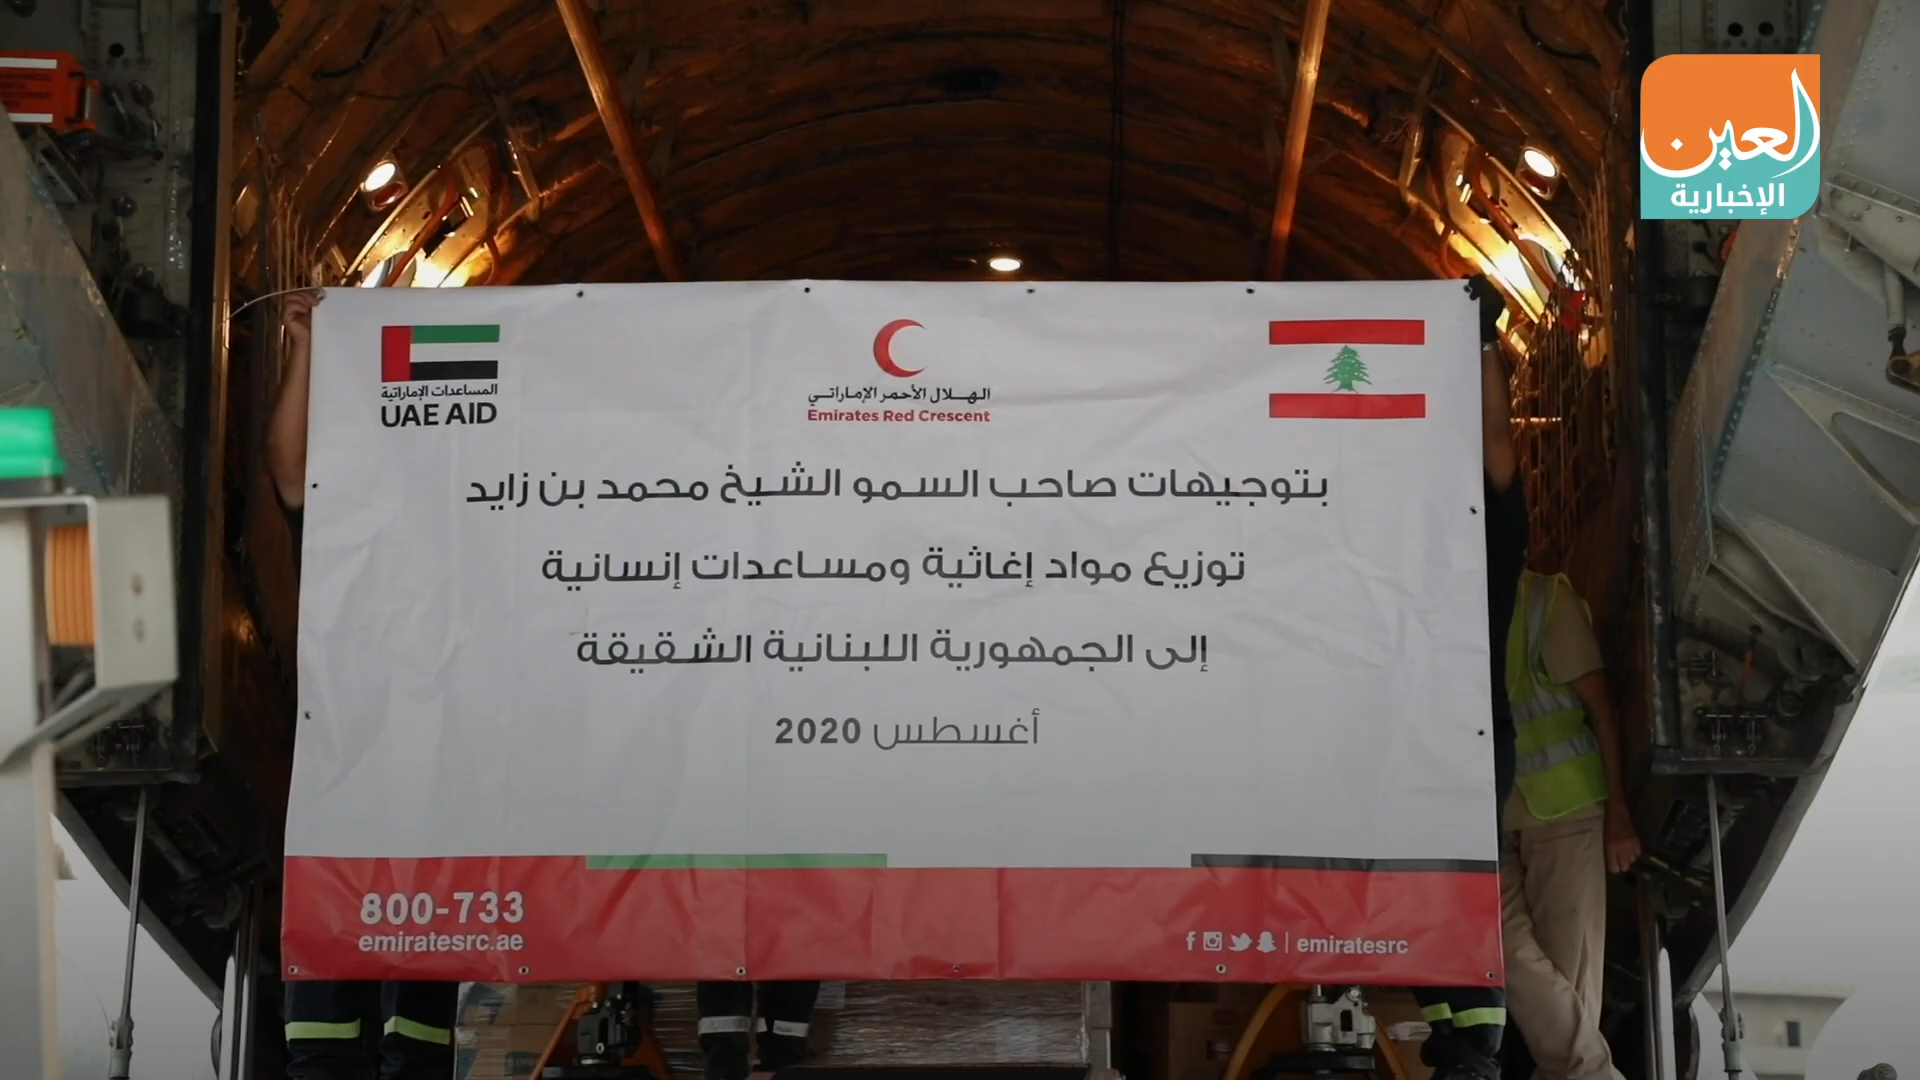 العين
الإخبارية
المساعدات الإماراتية
UAE AID
الهلال الأحمر الإماراتي
Emirates Red Crescent
بتوجيهات صاحب السمو الشيخ محمد بن زايد
توزيع مواد إغاثية ومساعدات إنسانية
إلى الجمهورية اللبنانية الشقيقة
أغسطس 2020
800-733
emiratesrc.ae
emiratesrc